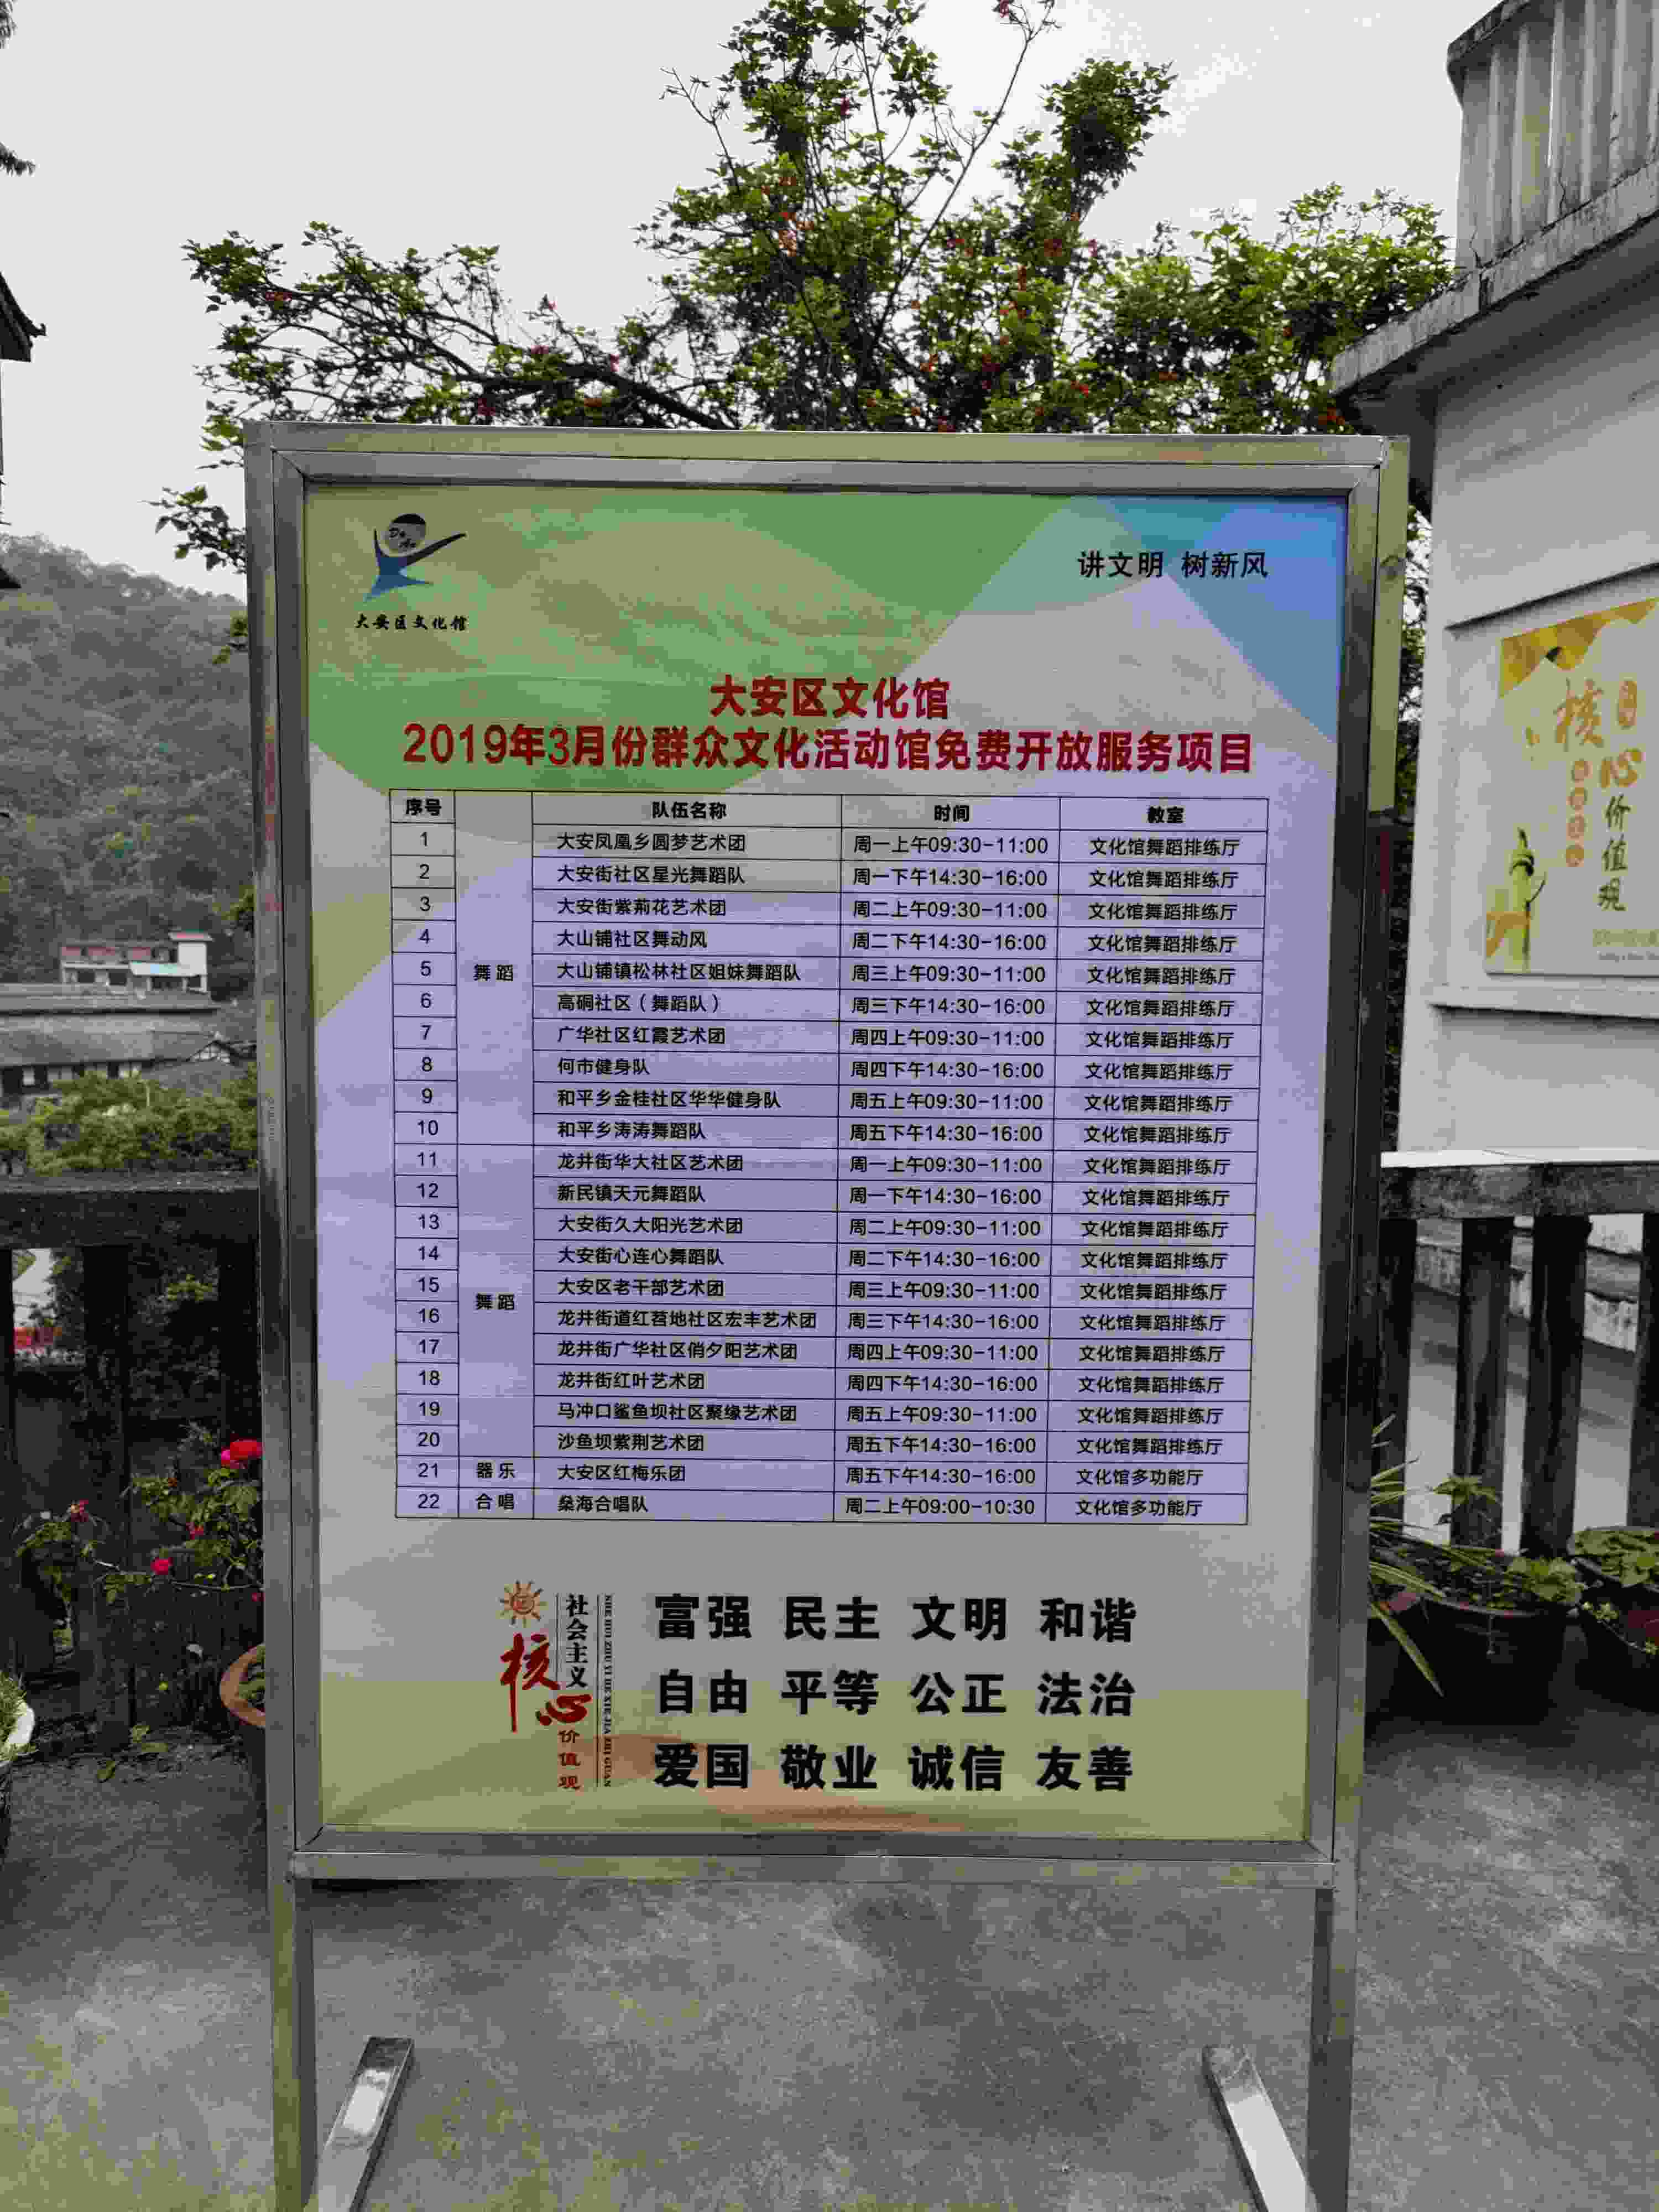 Da An
大安区文化馆
讲文明 树新风
大安区文化馆
2019年3月份群众文化活动馆免费开放服务项目
序号 队伍名称 时间 教室
1 大安凤凰乡圆梦艺术团 周一上午09:30-11:00 文化馆舞蹈排练厅
2 大安街社区星光舞蹈队 周一下午14:30-16:00 文化馆舞蹈排练厅
3 大安街紫荊花艺术团 周二上午09:30-11:00 文化馆舞蹈排练厅
4 大山铺社区舞动风 周二下午14:30-16:00 文化馆舞蹈排练厅
舞蹈
5 大山铺镇松林社区姐妹舞蹈队 周三上午09:30-11:00 文化馆舞蹈排练厅
6 高硐社区（舞蹈队） 周三下午14:30-16:00 文化馆舞蹈排练厅
7 广华社区红霞艺术团 周四上午09:30-11:00 文化馆舞蹈排练厅
8 何市健身队 周四下午14:30-16:00 文化馆舞蹈排练厅
9 和平乡金桂社区华华健身队 周五上午09:30-11:00 文化馆舞蹈排练厅
10 和平乡涛涛舞蹈队 周五下午14:30-16:00 文化馆舞蹈排练厅
11 龙井街华大社区艺术团 周一上午09:30-11:00 文化馆舞蹈排练厅
12 新民镇天元舞蹈队 周一下午14:30-16:00 文化馆舞蹈排练厅
13 大安街久大阳光艺术团 周二上午09:30-11:00 文化馆舞蹈排练厅
14 大安街心连心舞蹈队 周二下午14:30-16:00 文化馆舞蹈排练厅
15 大安区老干部艺术团 周三上午09:30-11:00 文化馆舞蹈排练厅
舞蹈
16 龙井街道红苕地社区宏丰艺术团 周三下午14:30-16:00 文化馆舞蹈排练厅
17 龙井街广华社区俏夕阳艺术团 周四上午09:30-11:00 文化馆舞蹈排练厅
18 龙井街红叶艺术团 周四下午14:30-16:00 文化馆舞蹈排练厅
19 马冲口鲨鱼坝社区聚缘艺术团 周五上午09:30-11:00 文化馆舞蹈排练厅
20 沙鱼坝紫荆艺术团 周五下午14:30-16:00 文化馆舞蹈排练厅
21 器乐 大安区红梅乐团 周五下午14:30-16:00 文化馆多功能厅
22 合唱 燊海合唱队 周二上午09:00-10:30 文化馆多功能厅
社会主义
核心
价值观
SHE HUI ZHU YI HE XIE JIA ZHI GUAN
富强 民主 文明 和谐
自由 平等 公正 法治
爱国 敬业 诚信 友善
核心
价值观